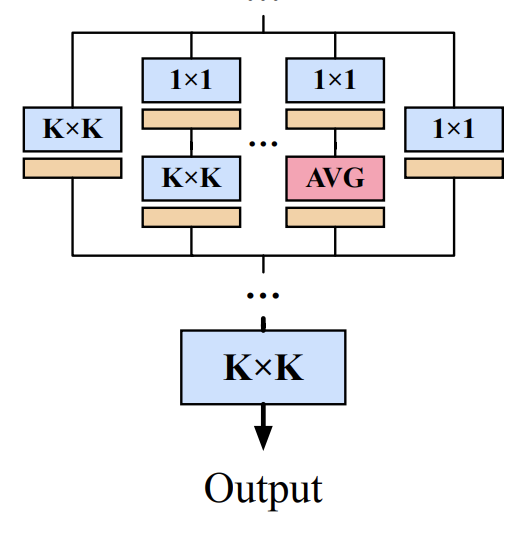 ...
1×1 1×1
K×K ... 1×1
K×K AVG
...
K×K
Output